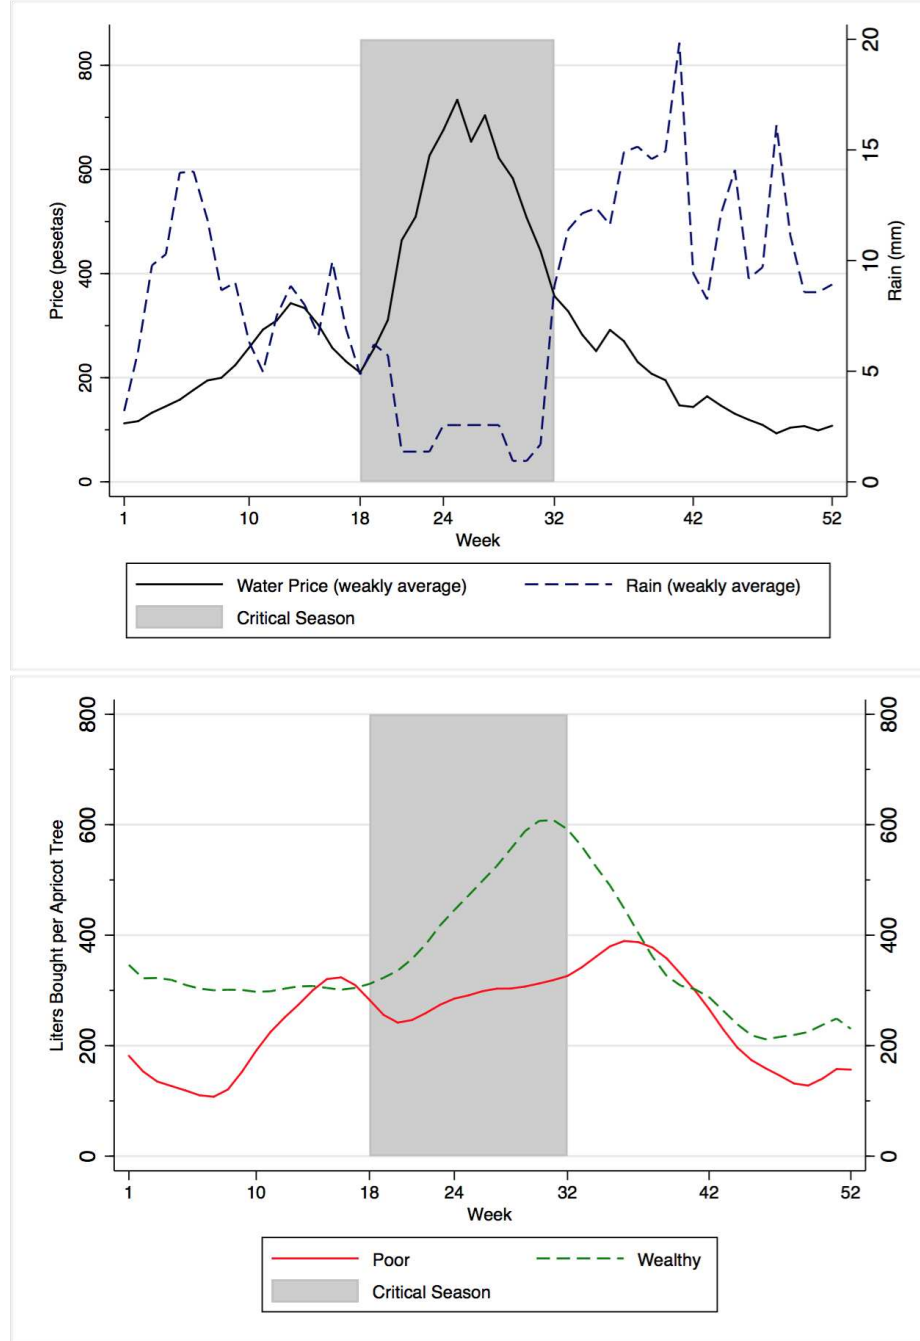 800
600
400
200
0
Price (pesetas)
20
15
10
5
0
Rain (mm)
1 10 18 24 32 42 52
Week
Water Price (weakly average) Rain (weakly average)
Critical Season
800
600
400
200
0
Liters Bought per Apricot Tree
800
600
400
200
0
1 10 18 24 32 42 52
Week
Poor Wealthy
Critical Season